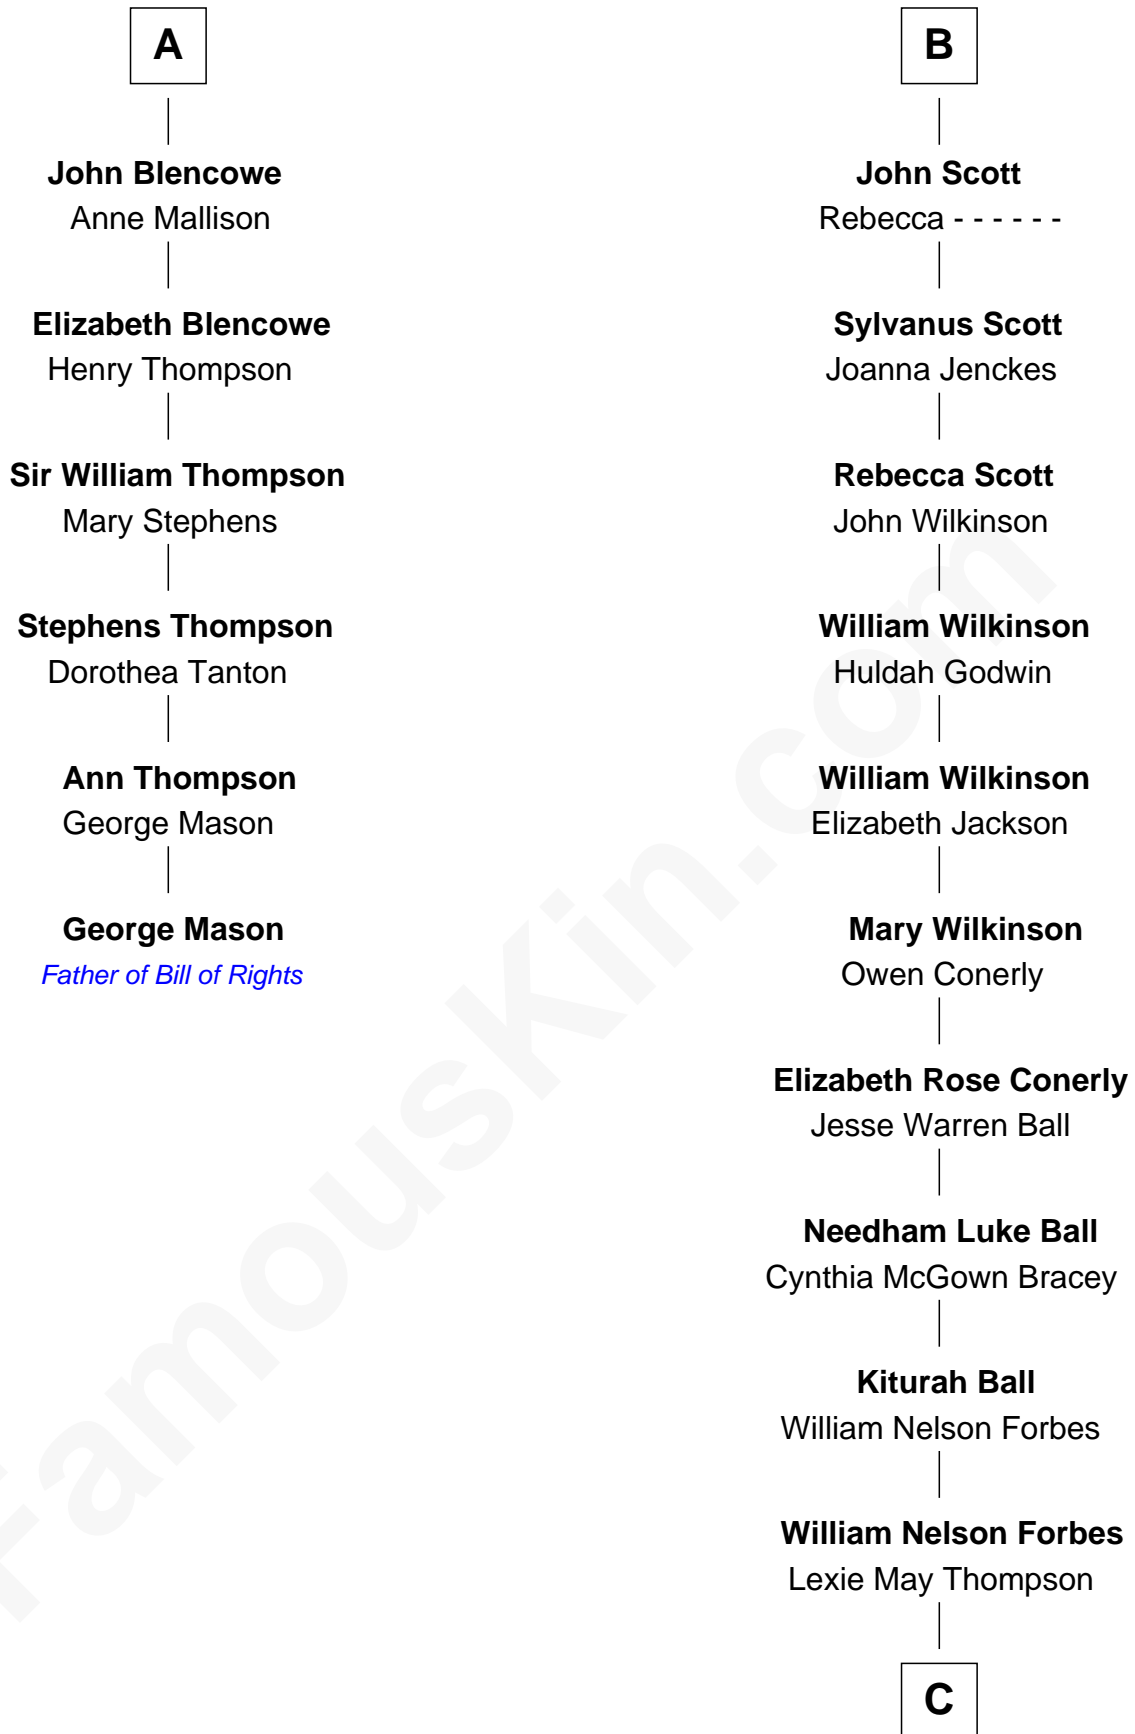 A
John Blencowe
Anne Mallison
Elizabeth Blencowe
Henry Thompson
Sir William Thompson
Mary Stephens
Stephens Thompson
Dorothea Tanton
Ann Thompson
George Mason
George Mason
Father of Bill of Rights
B
John Scott
Rebecca - - - - - -
Sylvanus Scott
Joanna Jenckes
Rebecca Scott
John Wilkinson
William Wilkinson
Huldah Godwin
William Wilkinson
Elizabeth Jackson
Mary Wilkinson
Owen Conerly
Elizabeth Rose Conerly
Jesse Warren Ball
Needham Luke Ball
Cynthia McGown Bracey
Kiturah Ball
William Nelson Forbes
William Nelson Forbes
Lexie May Thompson
C
FamousKin.com